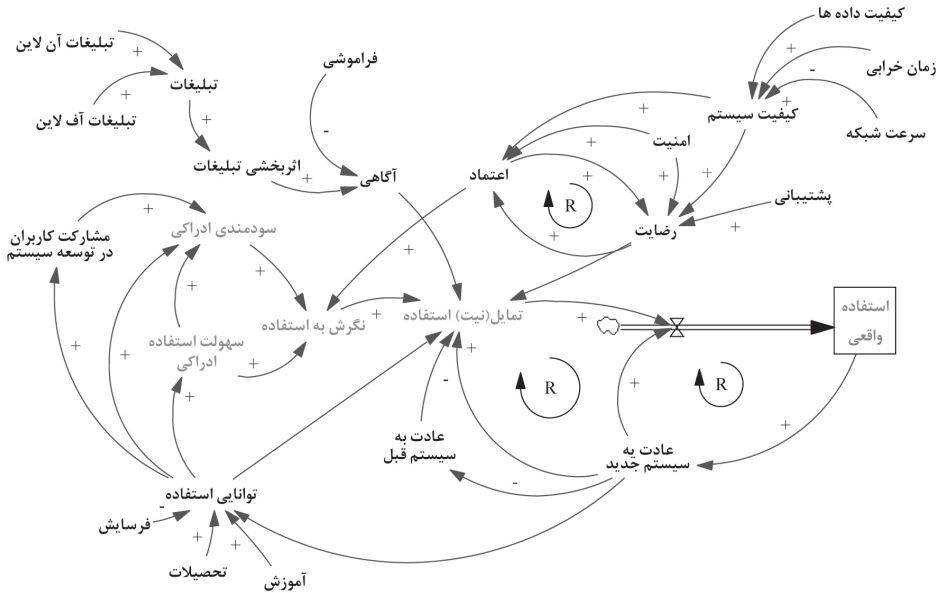 کیفیت داده ها
زمان خرابی
سرعت شبکه
کیفیت سیستم
امنیت
پشتیبانی
رضایت
اعتماد
R
فراموشی
آگاهی
تبلیغات آن لاین
تبلیغات آف لاین
تبلیغات
اثربخشی تبلیغات
مشارکت کاربران
در توسعه سیستم
سودمندی ادراکی
سهولت استفاده
ادراکی
نگرش به استفاده
تمایل(نیت) استفاده
استفاده
واقعی
R
R
عادت به
سیستم قبل
عادت یه
سیستم جدید
توانایی استفاده
فرسایش
تحصیلات
آموزش